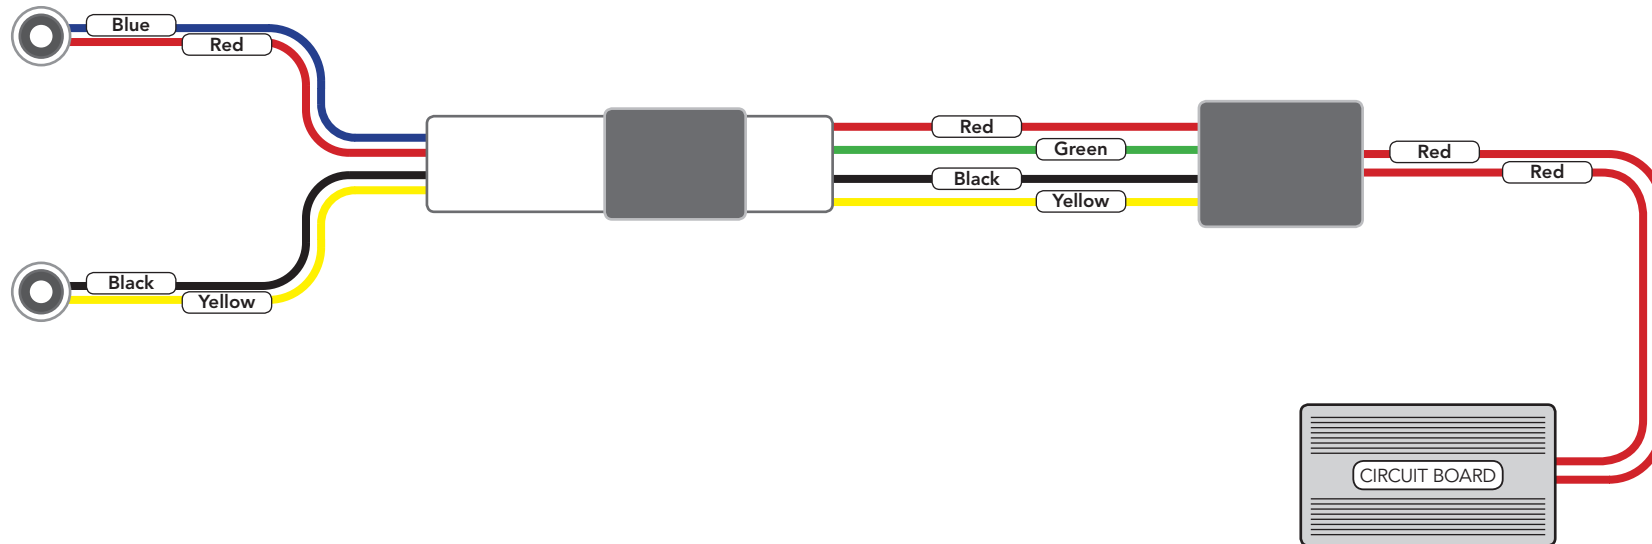 Blue
Red
Red
Green
Black
Yellow
Red
Red
Black
Yellow
CIRCUIT BOARD